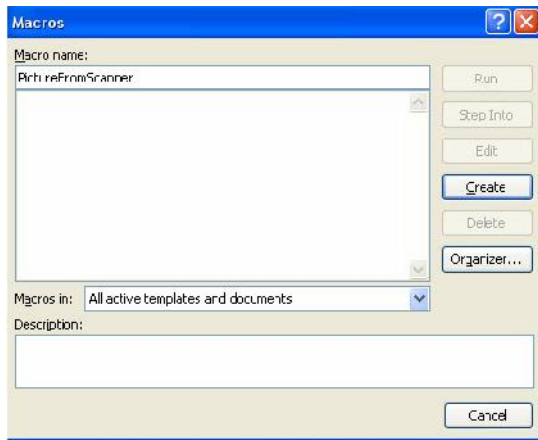 Macros
Macro name:
PictureFromScanner
Run
Step Into
Edit
Create
Delete
Organizer...
Macros in: All active templates and documents
Description:
Cancel